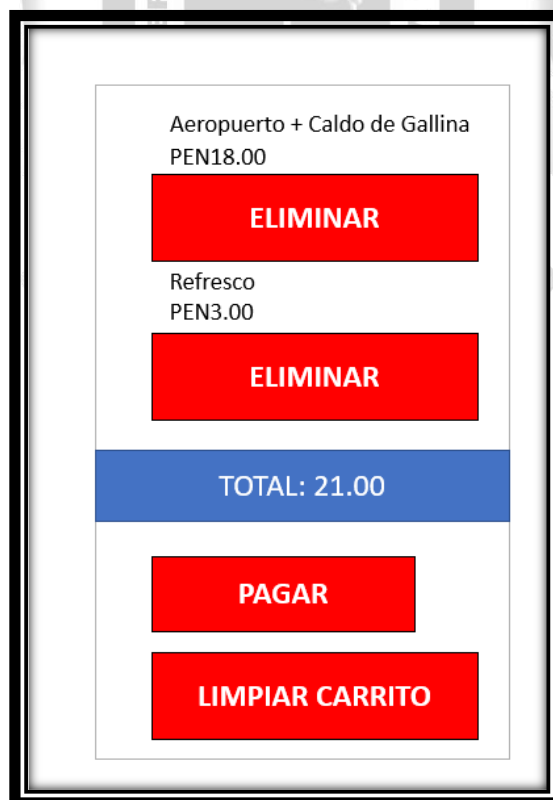 Aeropuerto + Caldo de Gallina
PEN18.00
ELIMINAR
Refresco
PEN3.00
ELIMINAR
TOTAL: 21.00
PAGAR
LIMPIAR CARRITO